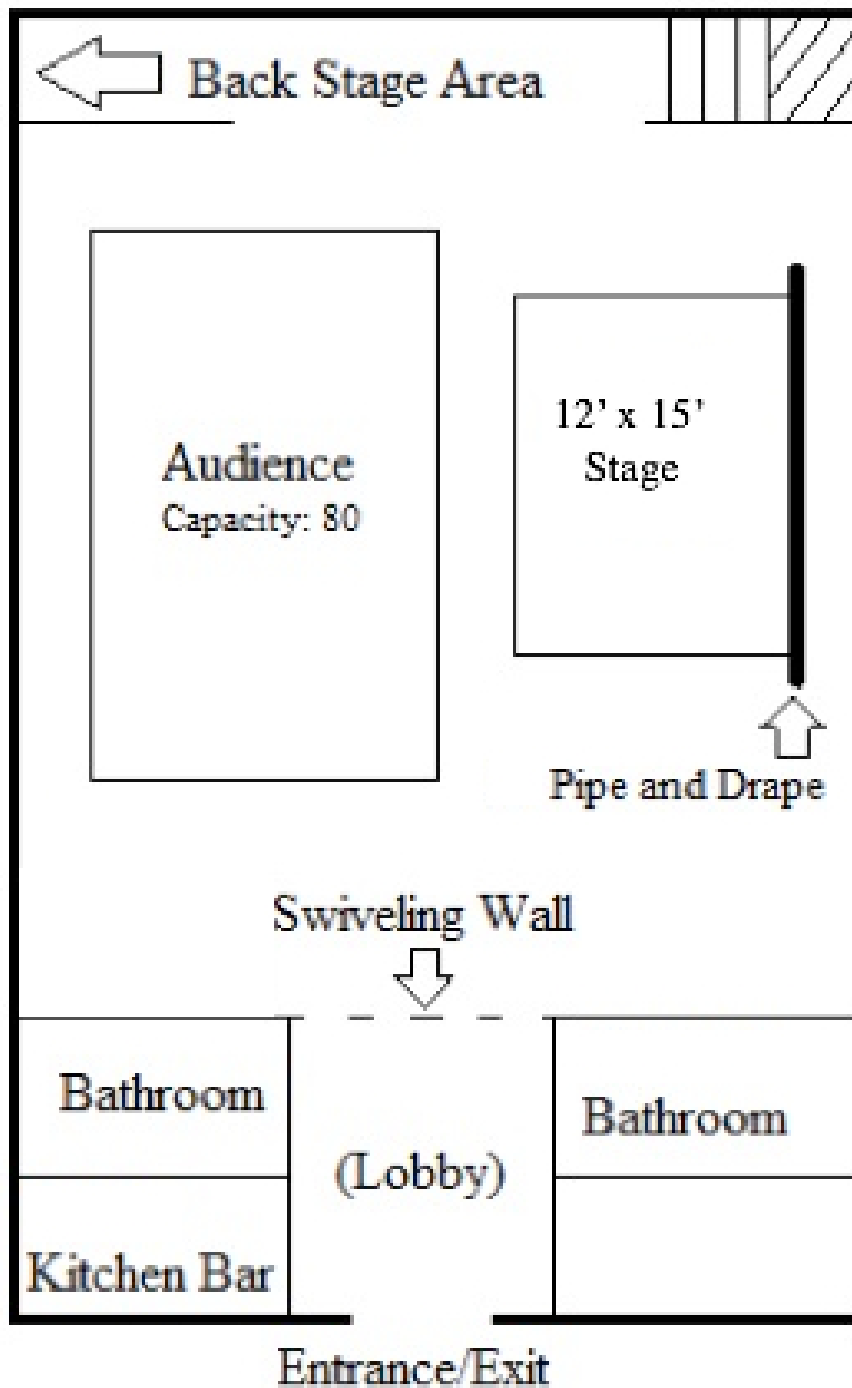 Back Stage Area
Audience
Capacity: 80
12’ x 15’
Stage
Pipe and Drape
Swiveling Wall
Bathroom
Bathroom
(Lobby)
Kitchen Bar
Entrance/Exit